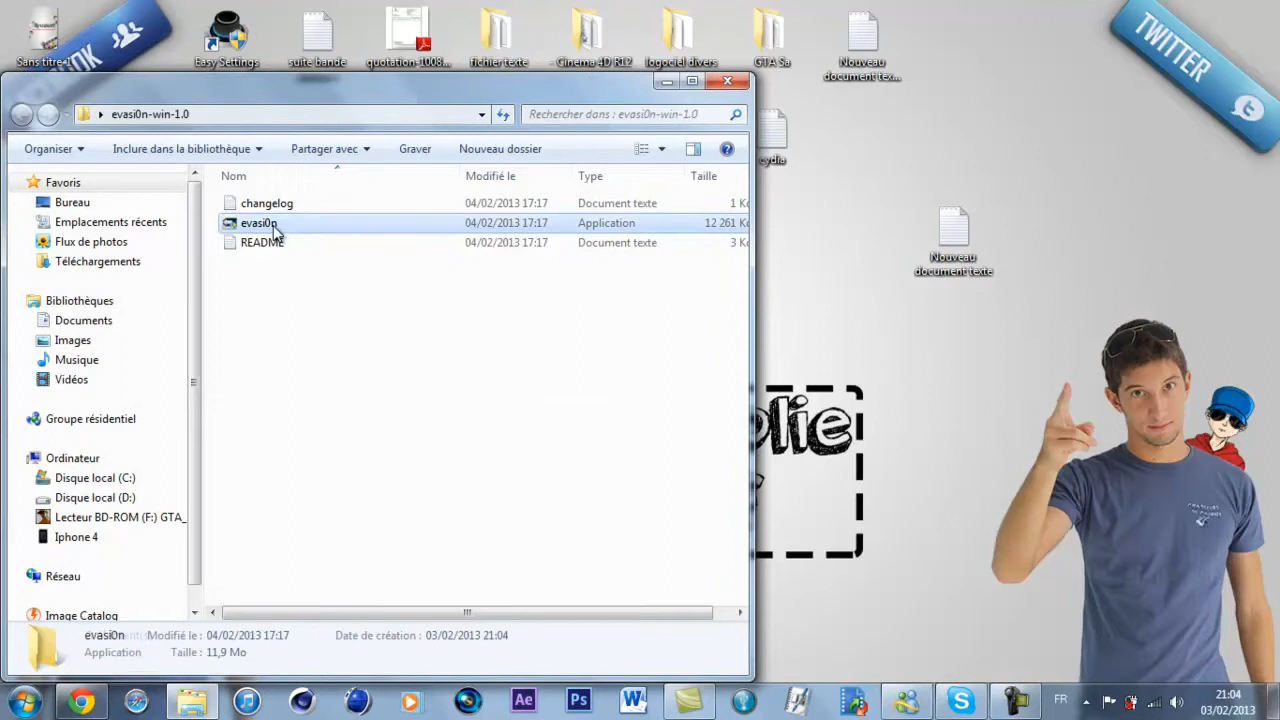 Sans titre-1
OK
Easy Settings
suite bande
quotation-1008...
fichier texte
- Cinema 4D R12
logociel divers
GTA Sa
Nouveau
document tex...
TWITTER
evasi0n-win-1.0
Rechercher dans : evasi0n-win-1.0
cydia
Organiser
Inclure dans la bibliothèque
Partager avec
Graver
Nouveau dossier
Nom
Modifié le
Type
Taille
Favoris
Bureau
Emplacements récents
Flux de photos
Téléchargements
changelog
04/02/2013 17:17
Document texte
1 Ko
evasi0n
04/02/2013 17:17
Application
12 261 Ko
README
04/02/2013 17:17
Document texte
3 Ko
Nouveau
document texte
Bibliothèques
Documents
Images
Musique
Vidéos
Groupe résidentiel
Ordinateur
Disque local (C:)
Disque local (D:)
Lecteur BD-ROM (F:) GTA_
Iphone 4
Réseau
Image Catalog
olie
evasi0n
Modifié le : 04/02/2013 17:17
Date de création : 03/02/2013 21:04
Application
Taille : 11,9 Mo
Ae
Ps
W
FR
21:04
03/02/2013